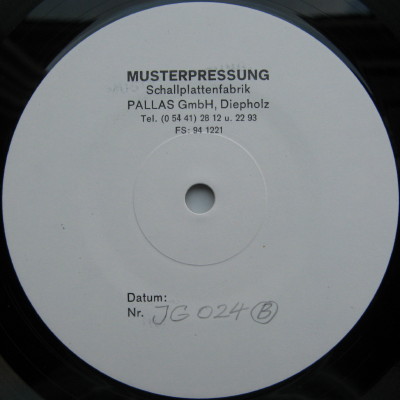 MUSTERPRESSUNG
Schallplattenfabrik
PALLAS GmbH, Diepholz
Tel. (0 54 41) 28 12 u. 22 93
FS: 94 1221
Datum:
Nr. JG 024 B